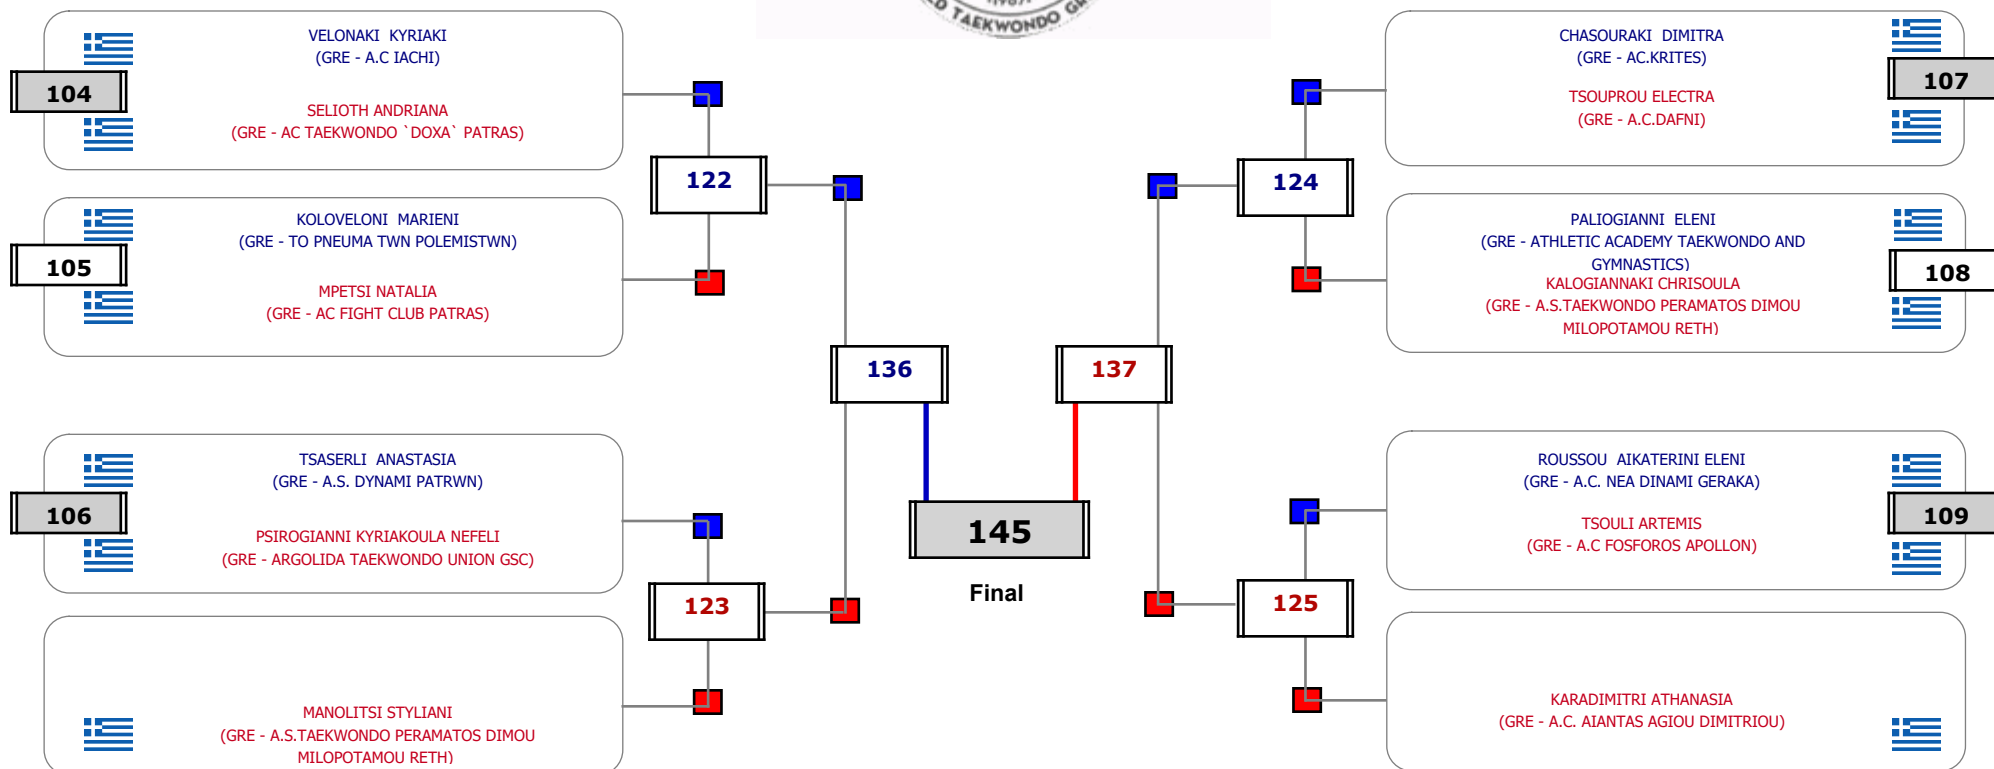 TAEKWONDO
VELONAKI KYRIAKI
(GRE - A.C IACHI)
104
SELIOTH ANDRIANA
(GRE - AC TAEKWONDO `DOXA` PATRAS)
122
KOLOVELONI MARIENI
(GRE - TO PNEUMA TWN POLEMISTWN)
105
MPETSI NATALIA
(GRE - AC FIGHT CLUB PATRAS)
136
TSASERLI ANASTASIA
(GRE - A.S. DYNAMI PATRWN)
106
PSIROGIANNI KYRIAKOULA NEFELI
(GRE - ARGOLIDA TAEKWONDO UNION GSC)
123
MANOLITSI STYLIANI
(GRE - A.S.TAEKWONDO PERAMATOS DIMOU
MILOPOTAMOU RETH)
145
Final
CHASOURAKI DIMITRA
(GRE - AC.KRITES)
107
TSOUPROU ELECTRA
(GRE - A.C.DAFNI)
124
PALIOGIANNI ELENI
(GRE - ATHLETIC ACADEMY TAEKWONDO AND
GYMNASTICS)
108
KALOGIANNAKI CHRISOULA
(GRE - A.S.TAEKWONDO PERAMATOS DIMOU
MILOPOTAMOU RETH)
137
ROUSSOU AIKATERINI ELENI
(GRE - A.C. NEA DINAMI GERAKA)
109
TSOULI ARTEMIS
(GRE - A.C FOSFOROS APOLLON)
125
KARADIMITRI ATHANASIA
(GRE - A.C. AIANTAS AGIOU DIMITRIOU)